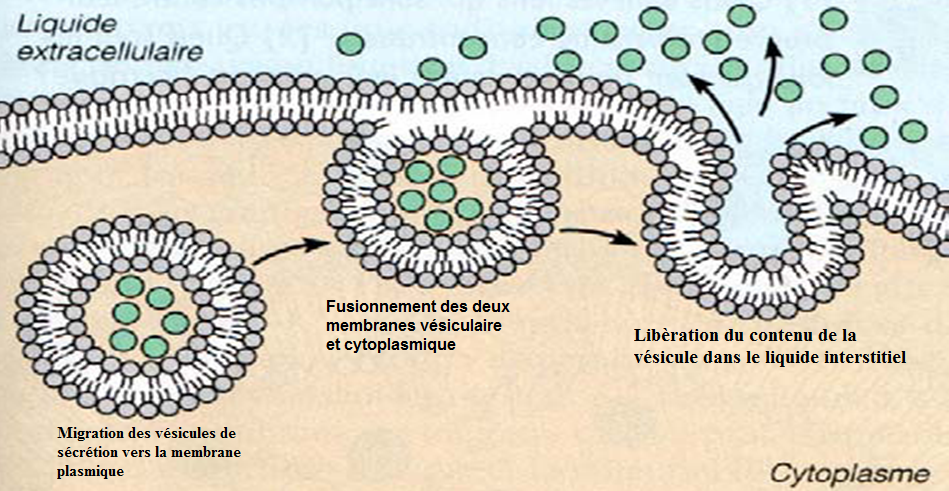 Liquide
extracellulaire
Fusionnement des deux
membranes vésiculaire
et cytoplasmique
Libèration du contenu de la
vésicule dans le liquide interstitiel
Migration des vésicules de
sécrétion vers la membrane
plasmique
Cytoplasme